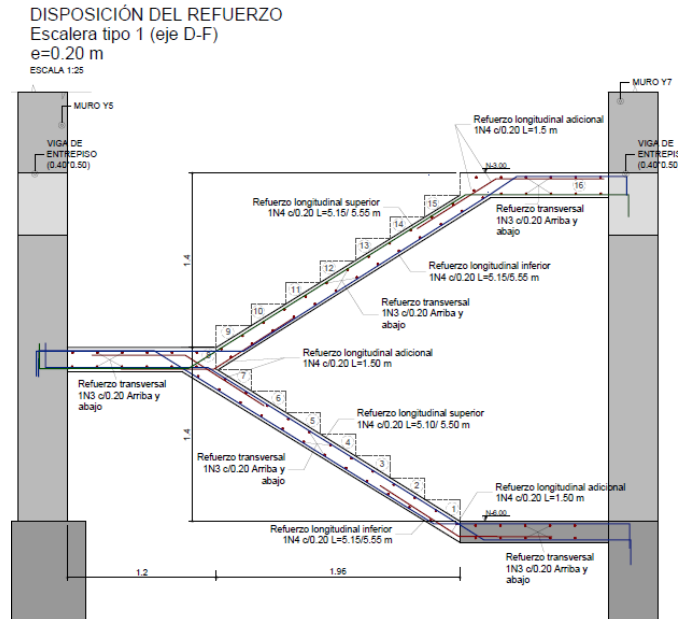 DISPOSICIÓN DEL REFUERZO
Escalera tipo 1 (eje D-F)
e=0.20 m
ESCALA 1:25
MURO Y5
MURO Y7
VIGA DE
ENTREPISO
(0.40*0.50)
VIGA DE
ENTREPIS
(0.40*0.50)
Refuerzo longitudinal adicional
1N4 c/0.20 L=1.5 m
N-3.00
16
Refuerzo transversal
1N3 c/0.20 Arriba y
abajo
Refuerzo longitudinal superior
1N4 c/0.20 L=5.15/ 5.55 m
15
14
13
12
11
10
9
8
Refuerzo longitudinal inferior
1N4 c/0.20 L=5.15/5.55 m
Refuerzo transversal
1N3 c/0.20 Arriba y
abajo
1.4
Refuerzo longitudinal adicional
1N4 c/0.20 L=1.50 m
Refuerzo transversal
1N3 c/0.20 Arriba y
abajo
7
6
5
4
3
2
1
Refuerzo longitudinal superior
1N4 c/0.20 L=5.10/ 5.50 m
1.4
Refuerzo transversal
1N3 c/0.20 Arriba y
abajo
Refuerzo longitudinal adicional
1N4 c/0.20 L=1.50 m
N-6.00
Refuerzo longitudinal inferior
1N4 c/0.20 L=5.15/5.55 m
Refuerzo transversal
1N3 c/0.20 Arriba y
abajo
1.2
1.96